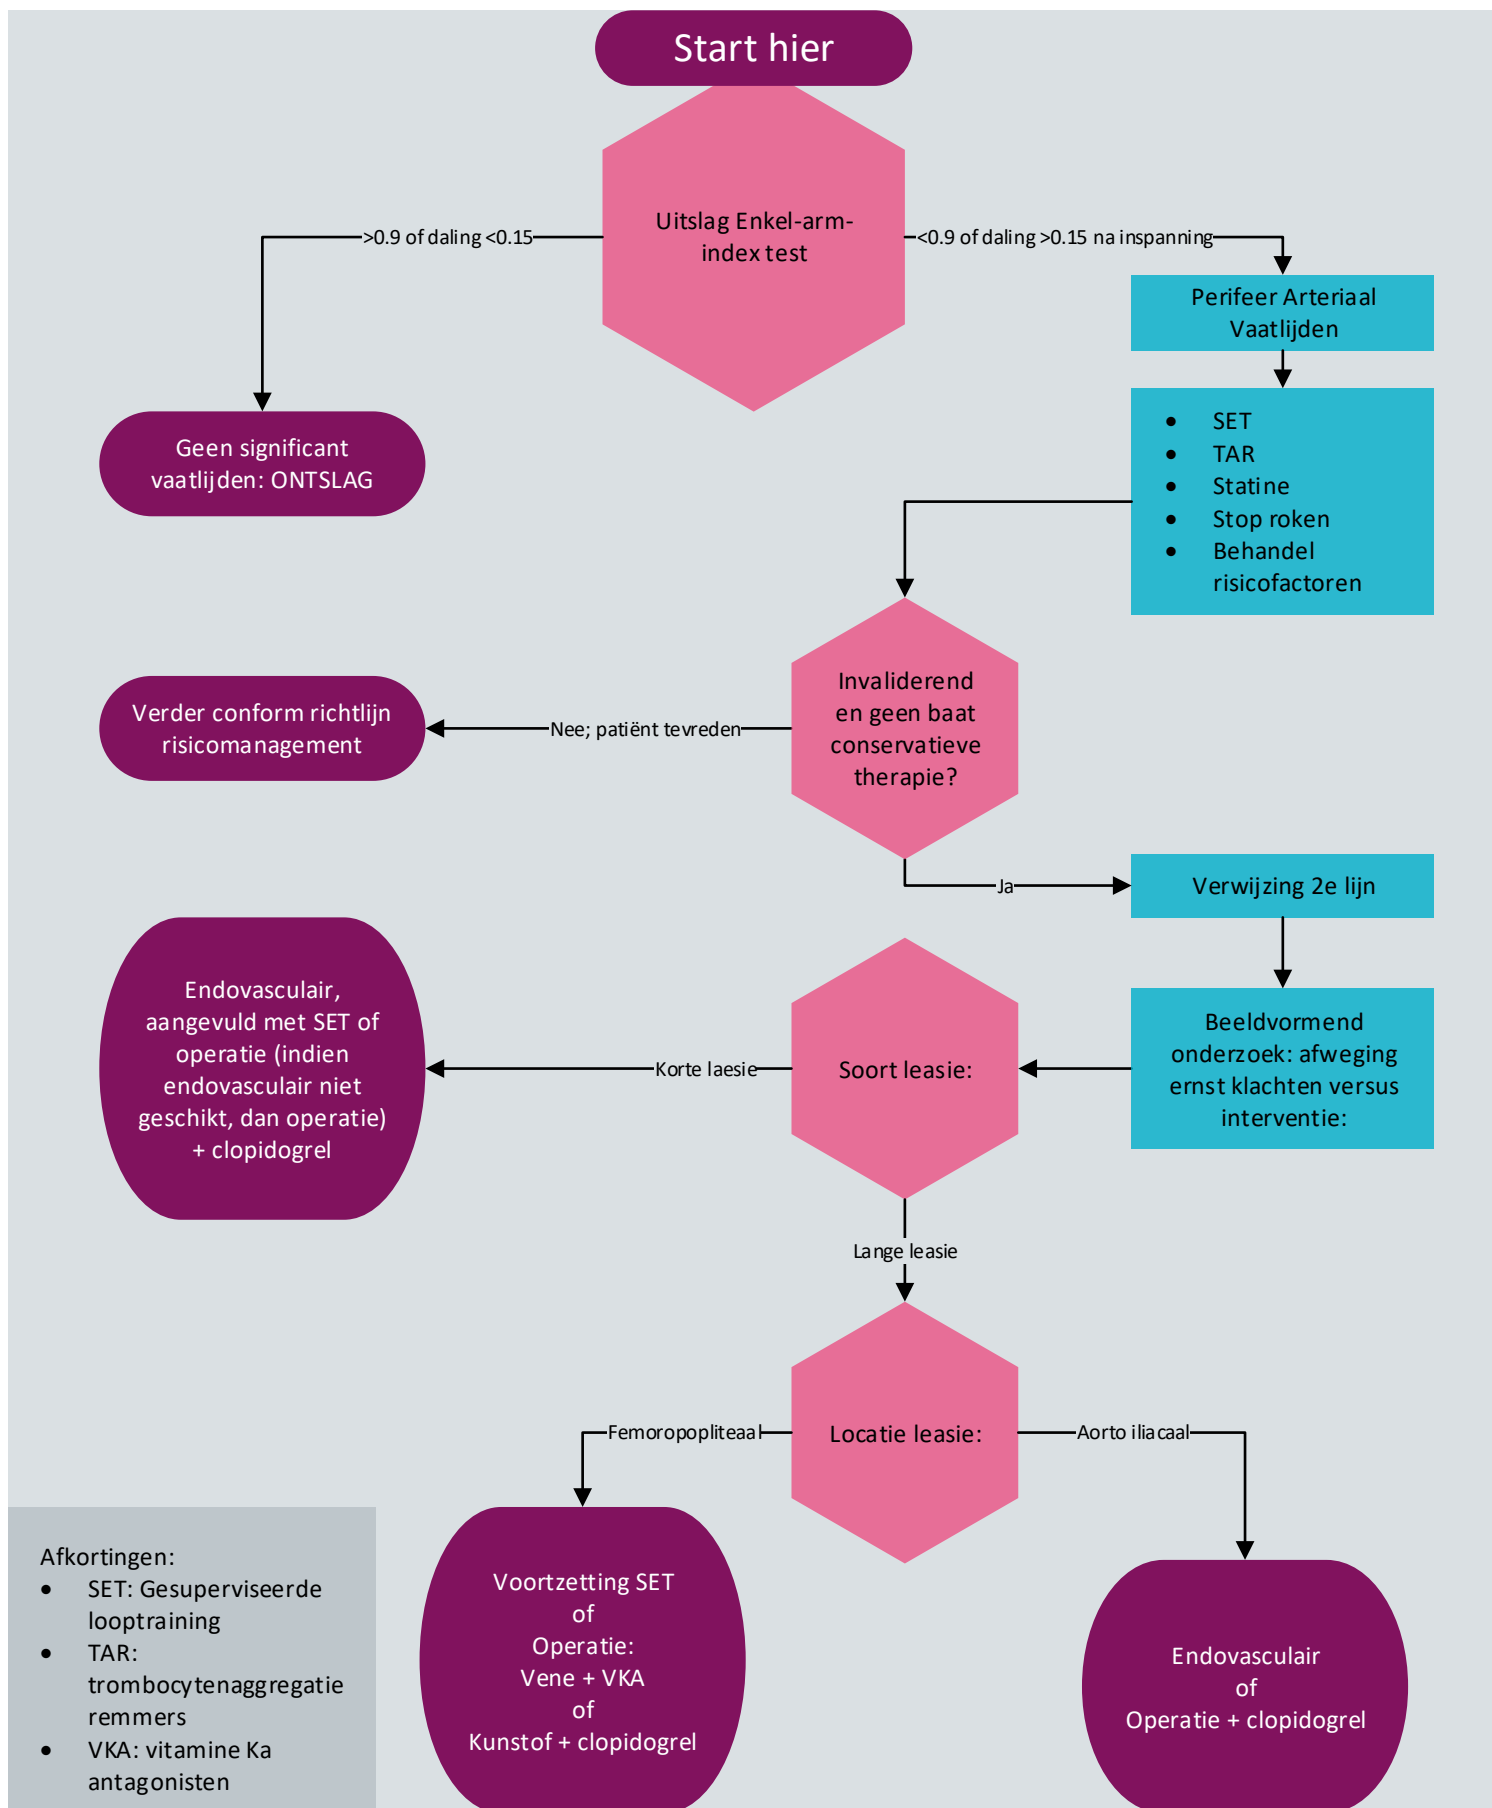 Start hier
Uitslag Enkel-arm-
index test
>0.9 of daling <0.15
<0.9 of daling >0.15 na inspanning
Perifeer Arteriaal
Vaatlijden
Geen significant
vaatlijden: ONTSLAG
• SET
• TAR
• Statine
• Stop roken
• Behandel
risicofactoren
Invaliderend
en geen baat
conservatieve
therapie?
Nee; patiënt tevreden
Verder conform richtlijn
risicomanagement
Ja
Verwijzing 2e lijn
Beeldvormend
onderzoek: afweging
ernst klachten versus
interventie:
Soort leasie:
Korte laesie
Endovasculair,
aangevuld met SET of
operatie (indien
endovasculair niet
geschikt, dan operatie)
+ clopidogrel
Lange leasie
Locatie leasie:
Femoropopliteaal
Aorto iliacaal
Voortzetting SET
of
Operatie:
Vene + VKA
of
Kunstof + clopidogrel
Endovasculair
of
Operatie + clopidogrel
Afkortingen:
• SET: Gesuperviseerde
looptraining
• TAR:
trombocytenaggregatie
remmers
• VKA: vitamine Ka
antagonisten